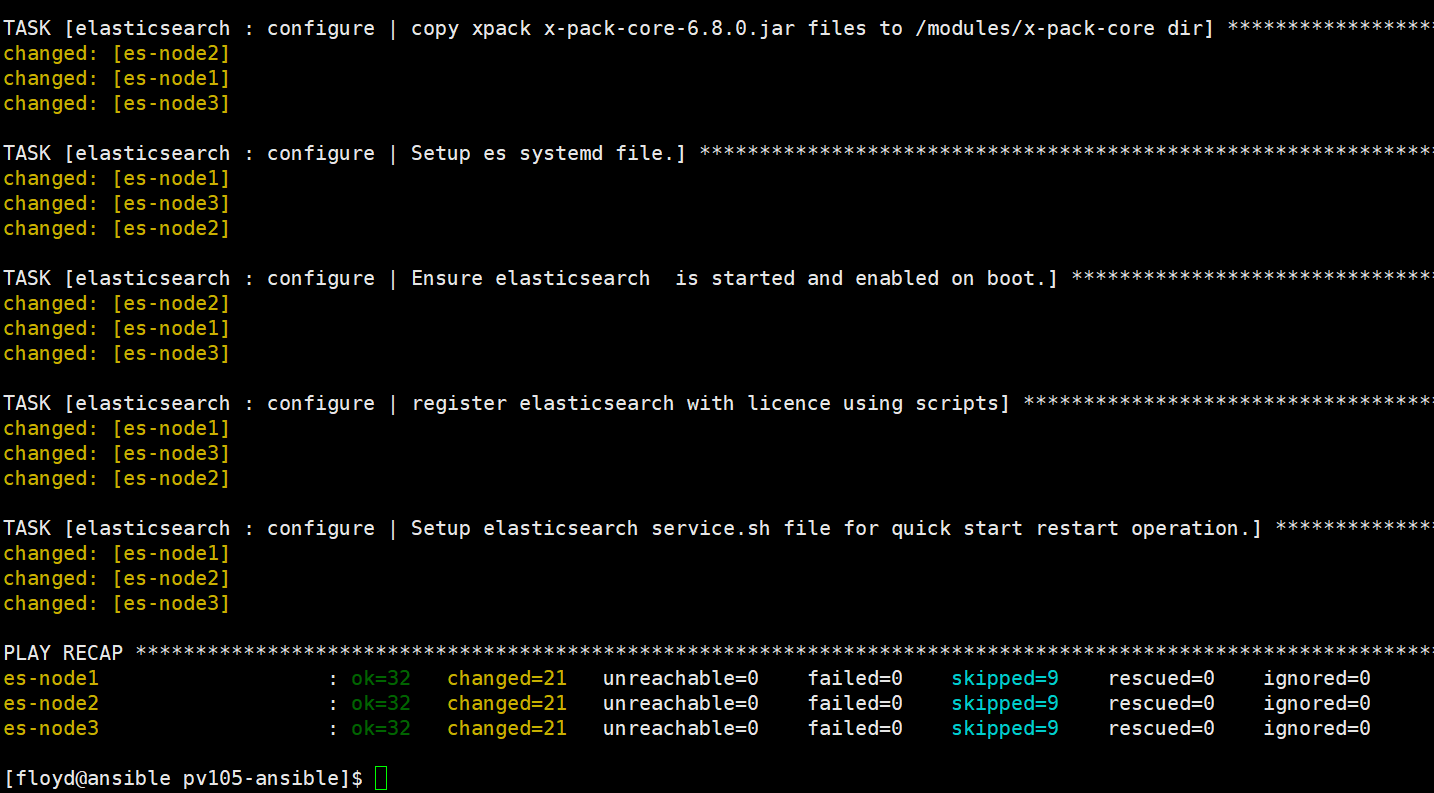 TASK [elasticsearch : configure | copy xpack x-pack-core-6.8.0.jar files to /modules/x-pack-core dir] ******************
changed: [es-node2]
changed: [es-node1]
changed: [es-node3]
TASK [elasticsearch : configure | Setup es systemd file.] **************************************************************
changed: [es-node1]
changed: [es-node3]
changed: [es-node2]
TASK [elasticsearch : configure | Ensure elasticsearch  is started and enabled on boot.] *******************************
changed: [es-node2]
changed: [es-node1]
changed: [es-node3]
TASK [elasticsearch : configure | register elasticsearch with licence using scripts] ***********************************
changed: [es-node1]
changed: [es-node3]
changed: [es-node2]
TASK [elasticsearch : configure | Setup elasticsearch service.sh file for quick start restart operation.] **************
changed: [es-node1]
changed: [es-node2]
changed: [es-node3]
PLAY RECAP *************************************************************************************************************
es-node1                   : ok=32   changed=21   unreachable=0    failed=0    skipped=9    rescued=0    ignored=0
es-node2                   : ok=32   changed=21   unreachable=0    failed=0    skipped=9    rescued=0    ignored=0
es-node3                   : ok=32   changed=21   unreachable=0    failed=0    skipped=9    rescued=0    ignored=0
[floyd@ansible pv105-ansible]$